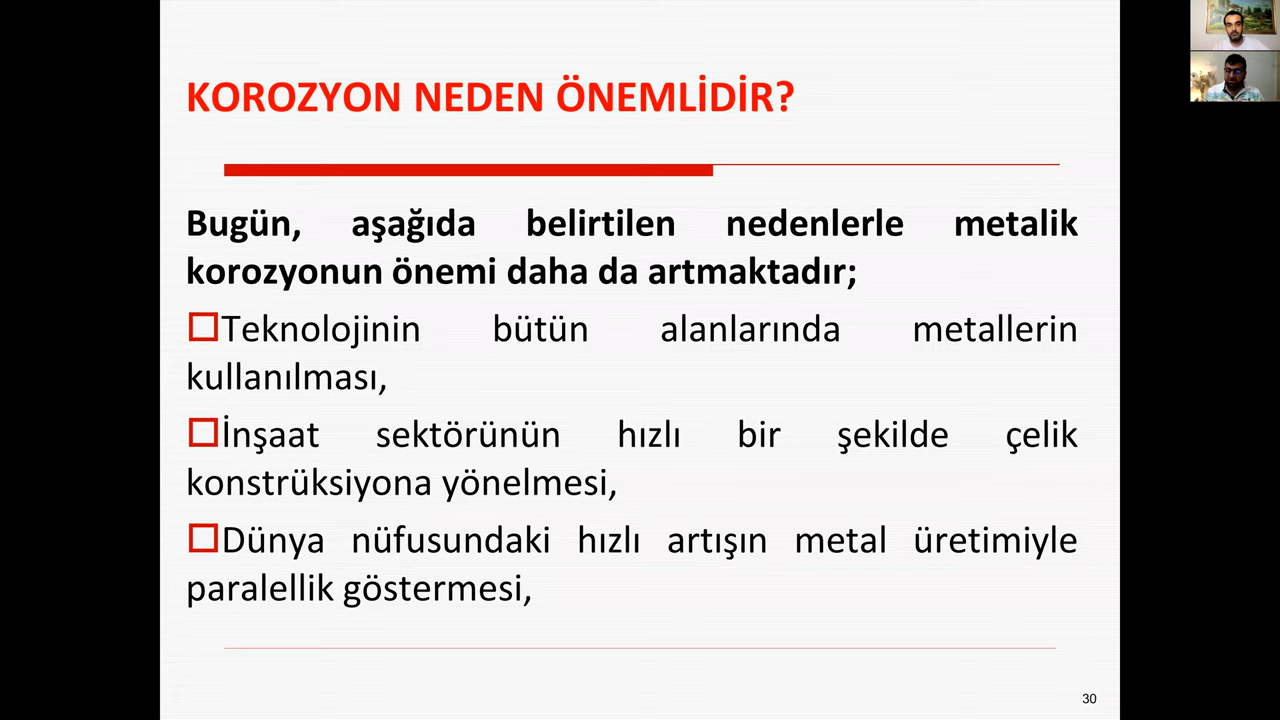 KOROZYON NEDEN ÖNEMLİDİR?
Bugün, aşağıda belirtilen nedenlerle metalik
korozyonun önemi daha da artmaktadır;
Teknolojinin bütün alanlarında metallerin
kullanılması,
İnşaat sektörünün hızlı bir şekilde çelik
konstrüksiyona yönelmesi,
Dünya nüfusundaki hızlı artışın metal üretimiyle
paralellik göstermesi,
30